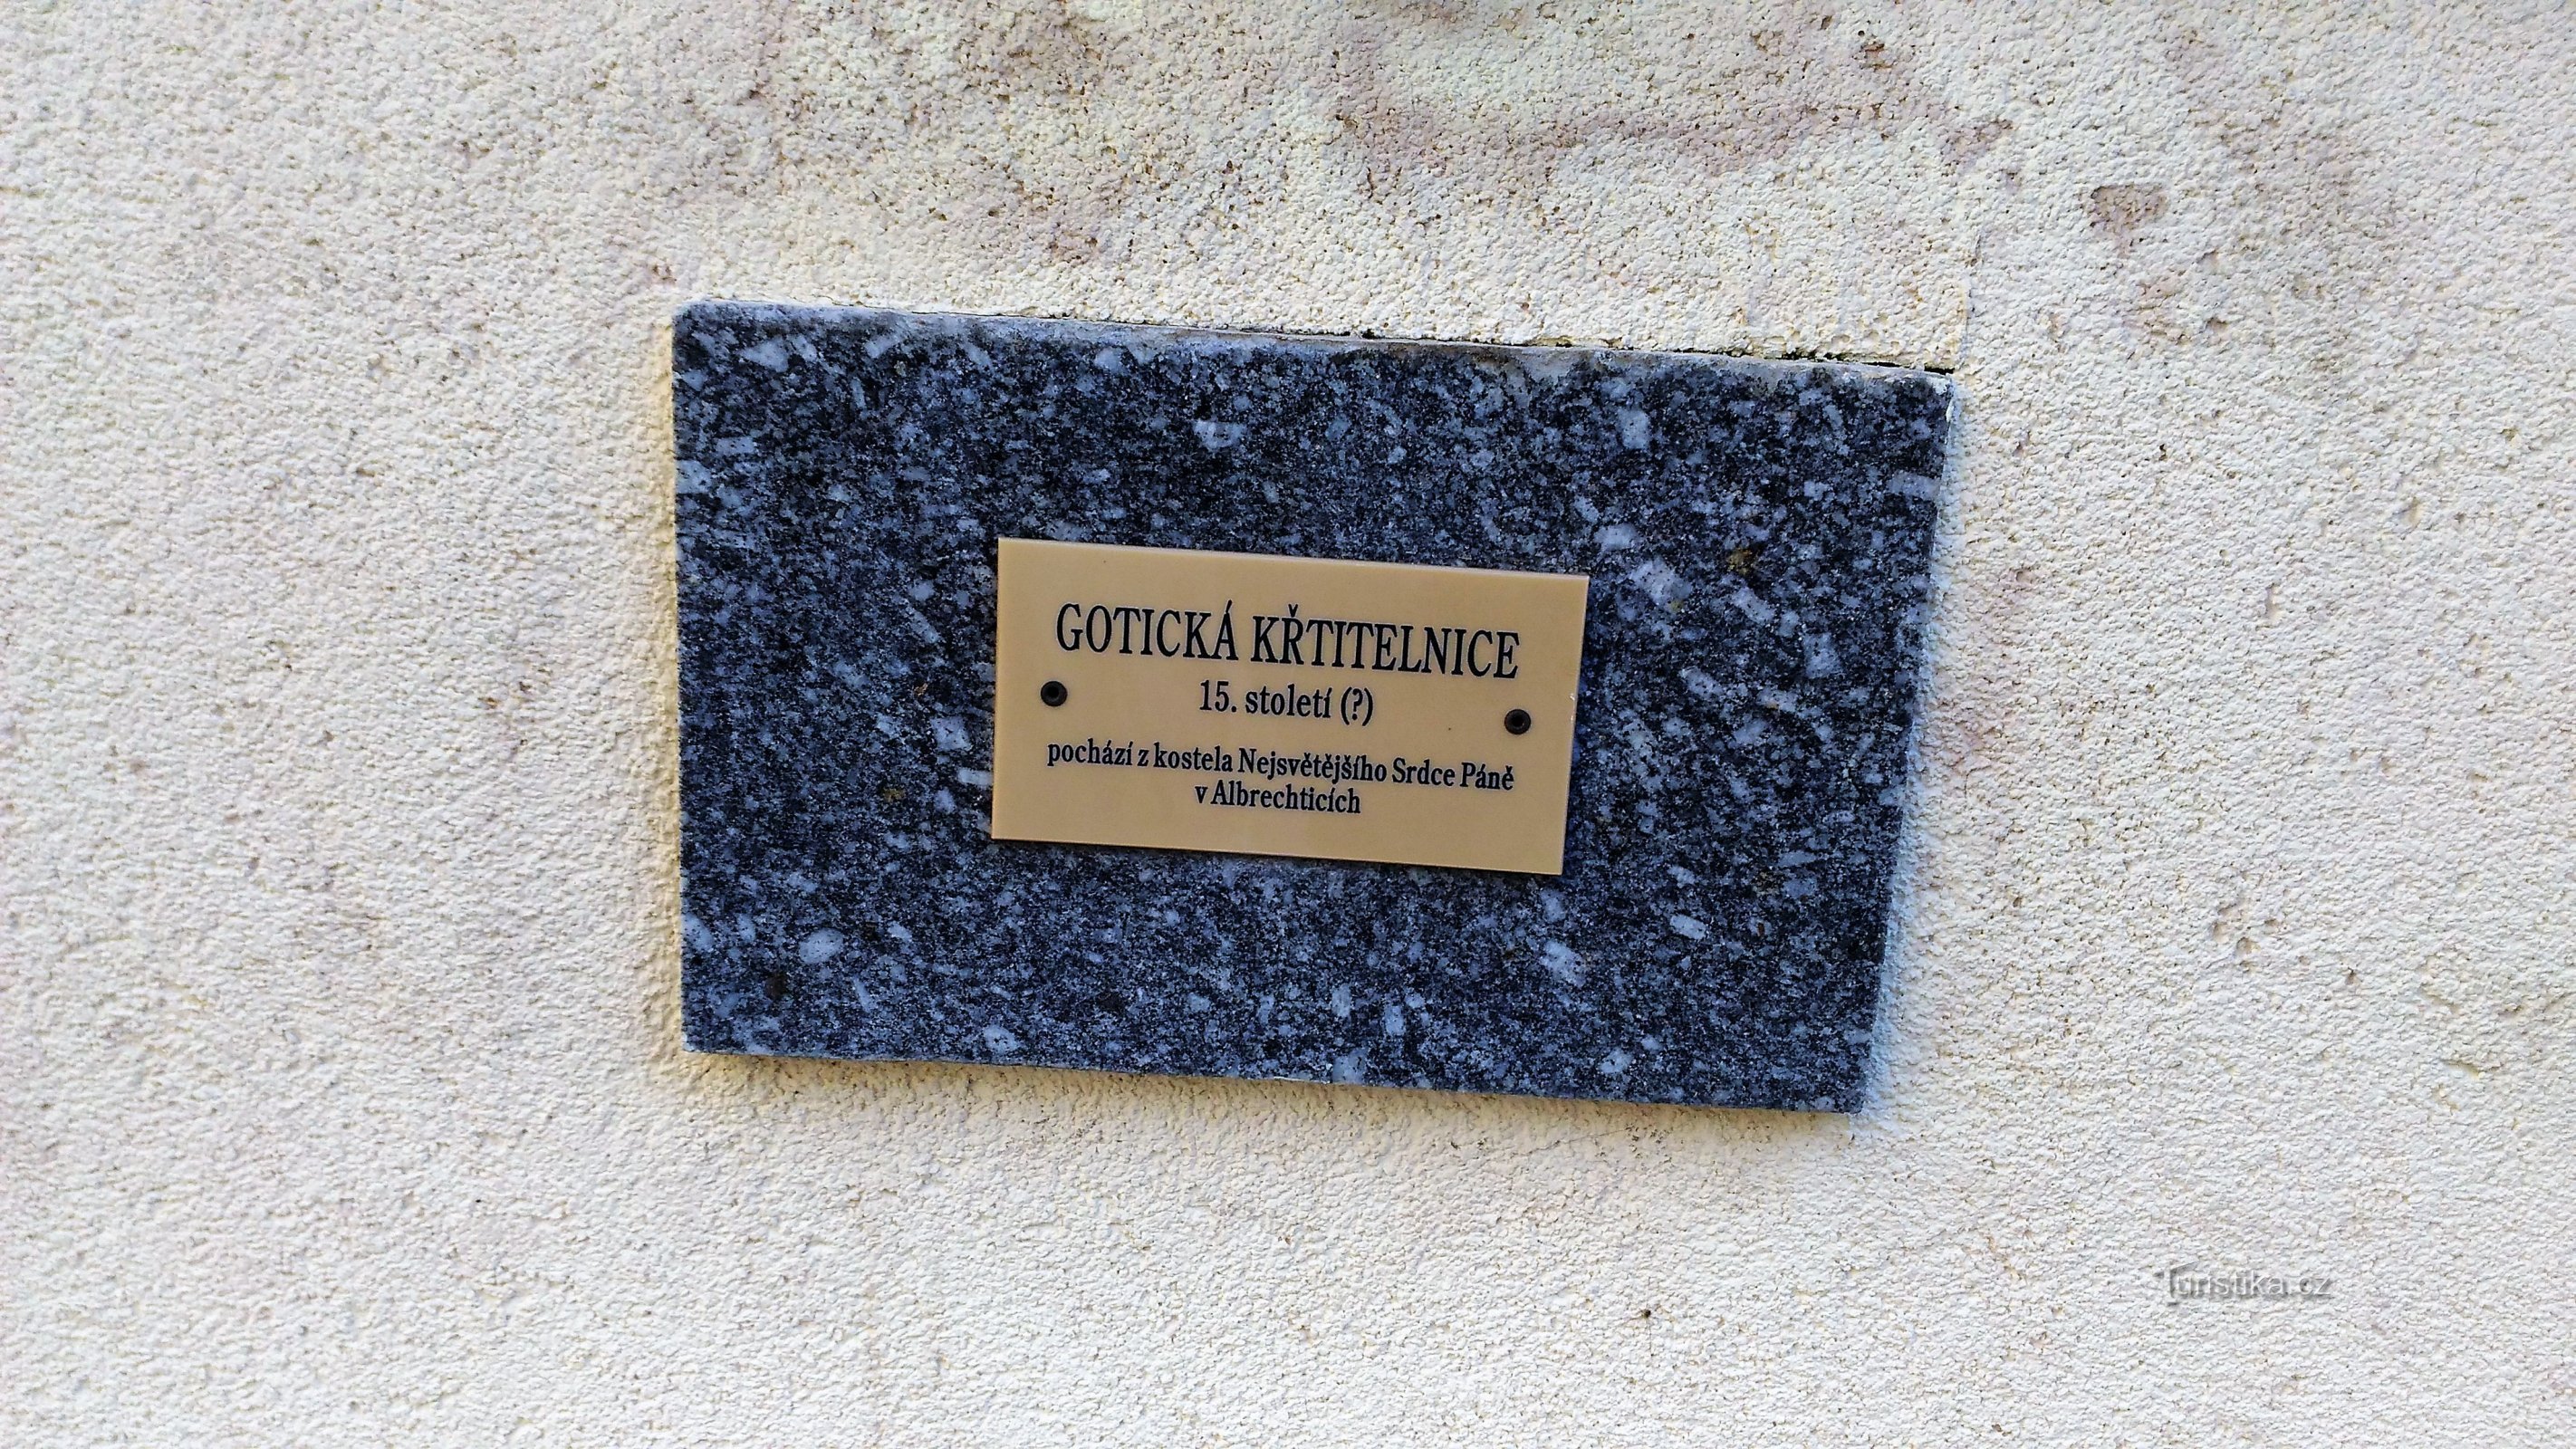 GOTICKÁ KŘTITELNICE
15. století (?)
pochází z kostela Nejsvětějšího Srdce Páně
v Albrechticích
Turistika.cz